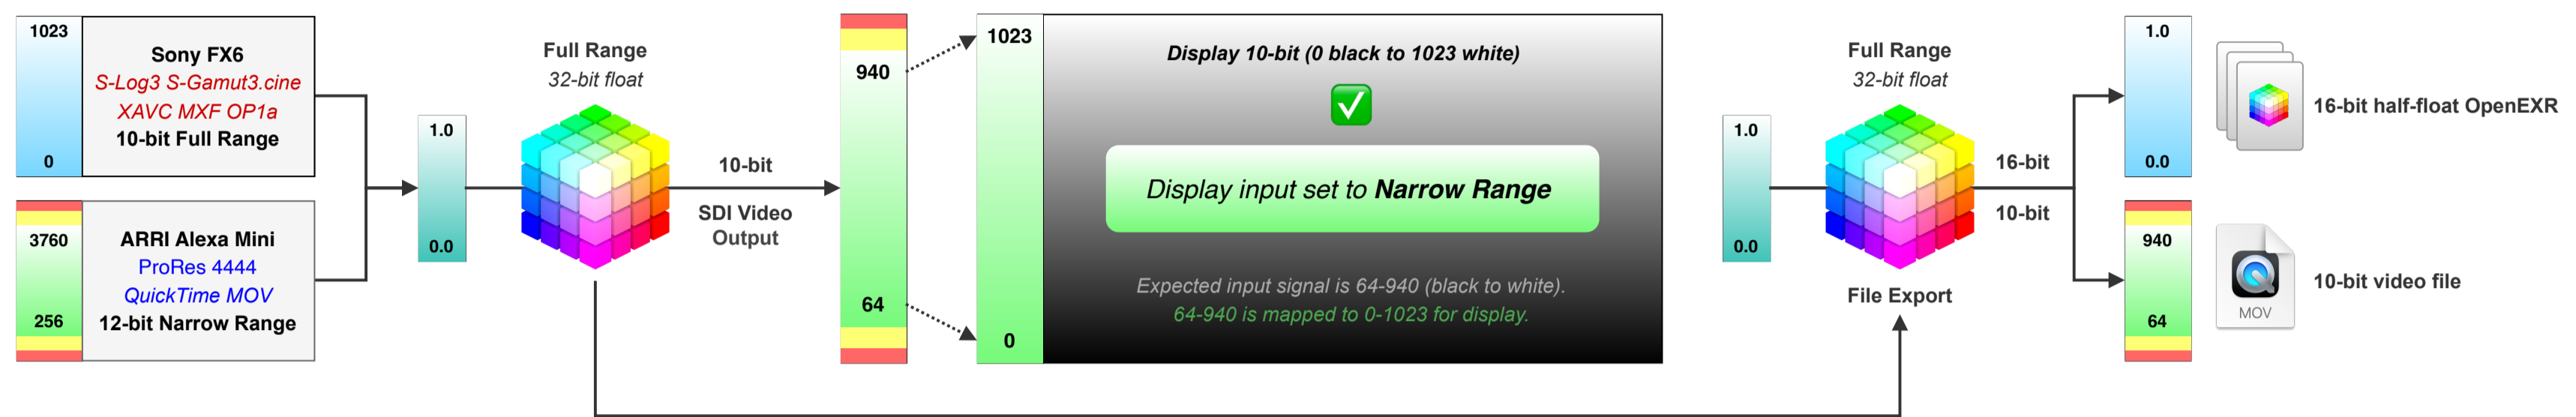 1023
0
Sony FX6
S-Log3 S-Gamut3.cine
XAVC MXF OP1a
10-bit Full Range
3760
256
ARRI Alexa Mini
ProRes 4444
QuickTime MOV
12-bit Narrow Range
1.0
0.0
Full Range
32-bit float
10-bit
SDI Video
Output
940
64
1023
0
Display 10-bit (0 black to 1023 white)
Display input set to Narrow Range
Expected input signal is 64-940 (black to white).
64-940 is mapped to 0-1023 for display.
1.0
0.0
Full Range
32-bit float
File Export
16-bit
10-bit
1.0
0.0
16-bit half-float OpenEXR
940
64
MOV
10-bit video file